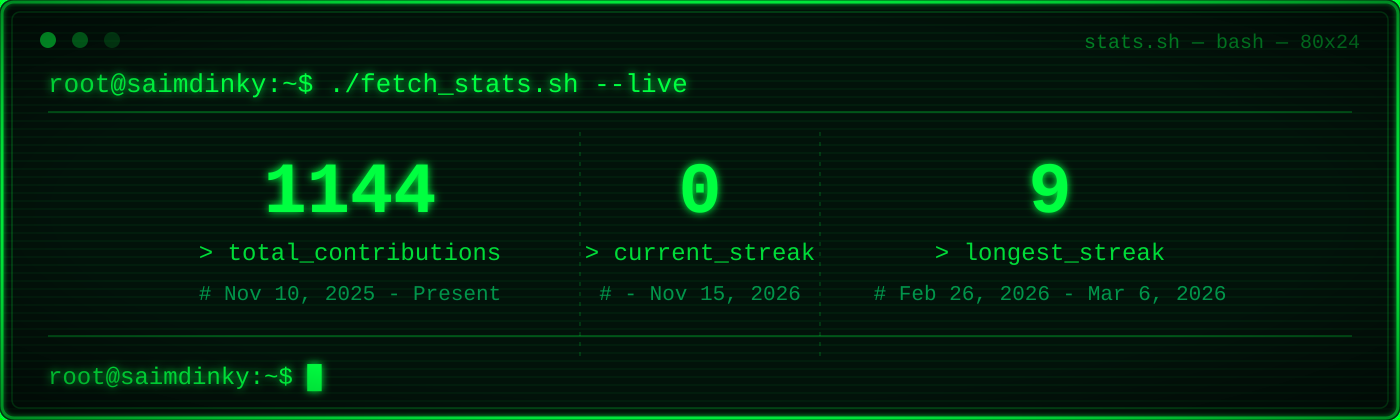 stats.sh — bash — 80x24
root@saimdinky:~$ ./fetch_stats.sh --live
1144
> total_contributions
# Nov 10, 2025 - Present
0
> current_streak
# - Nov 15, 2026
9
> longest_streak
# Feb 26, 2026 - Mar 6, 2026
root@saimdinky:~$